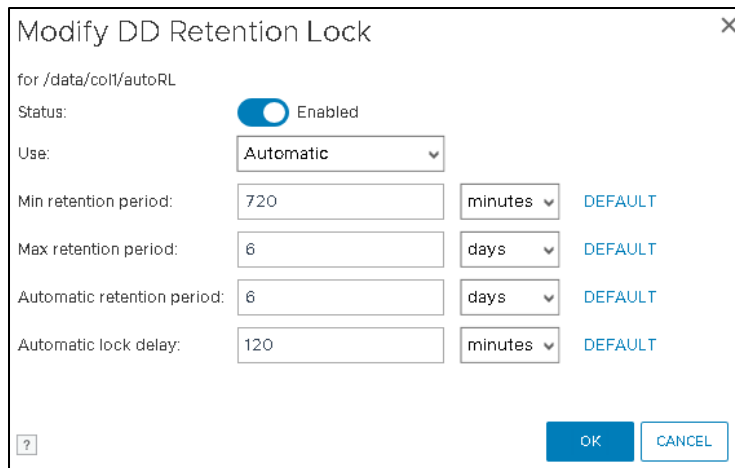 Modify DD Retention Lock
for /data/col1/autoRL
Status: Enabled
Use: Automatic
Min retention period: 720 minutes DEFAULT
Max retention period: 6 days DEFAULT
Automatic retention period: 6 days DEFAULT
Automatic lock delay: 120 minutes DEFAULT
? OK CANCEL